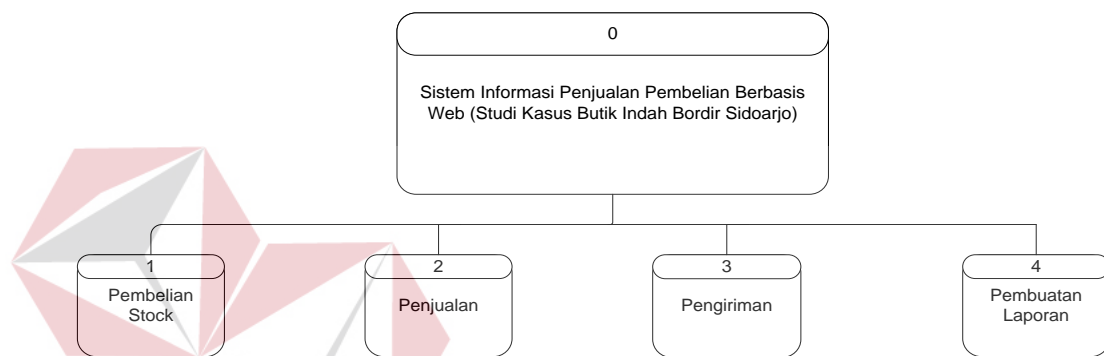 0
Sistem Informasi Penjualan Pembelian Berbasis
Web (Studi Kasus Butik Indah Bordir Sidoarjo)
1
Pembelian
Stock
2
Penjualan
3
Pengiriman
4
Pembuatan
Laporan